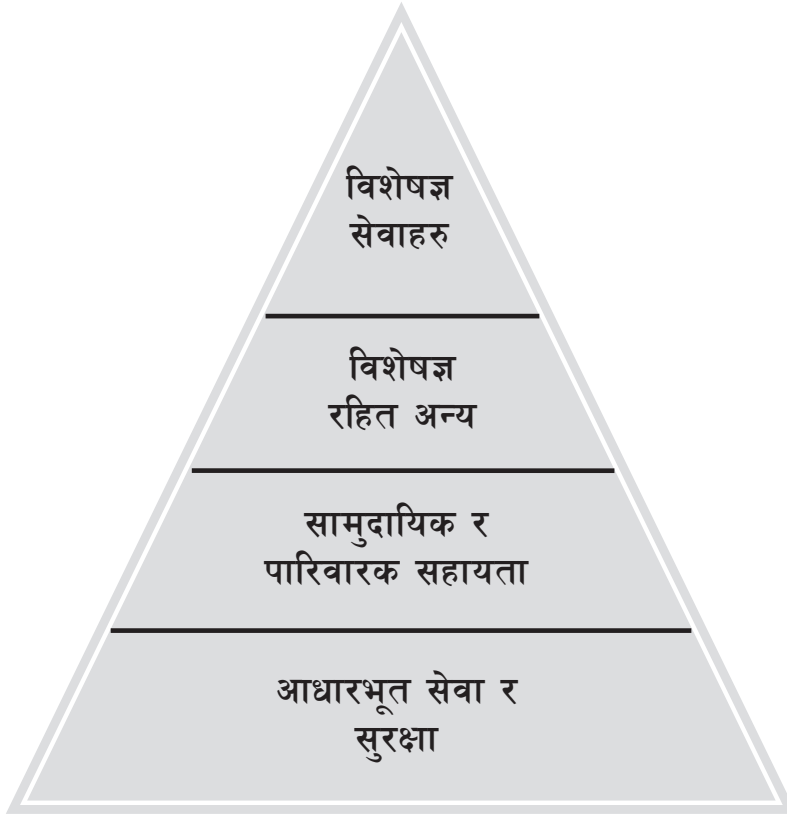 विशेषज्ञ
सेवाहरु
विशेषज्ञ
रहित अन्य
सामुदायिक र
पारिवारक सहायता
आधारभूत सेवा र
सुरक्षा